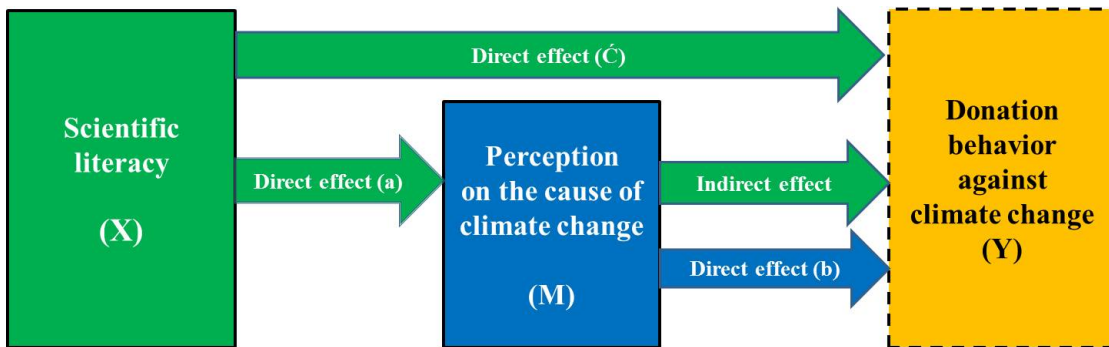 Direct effect (Ć)
Scientific
literacy
(X)
Direct effect (a)
Perception
on the cause of
climate change
(M)
Indirect effect
Direct effect (b)
Donation
behavior
against
climate change
(Y)